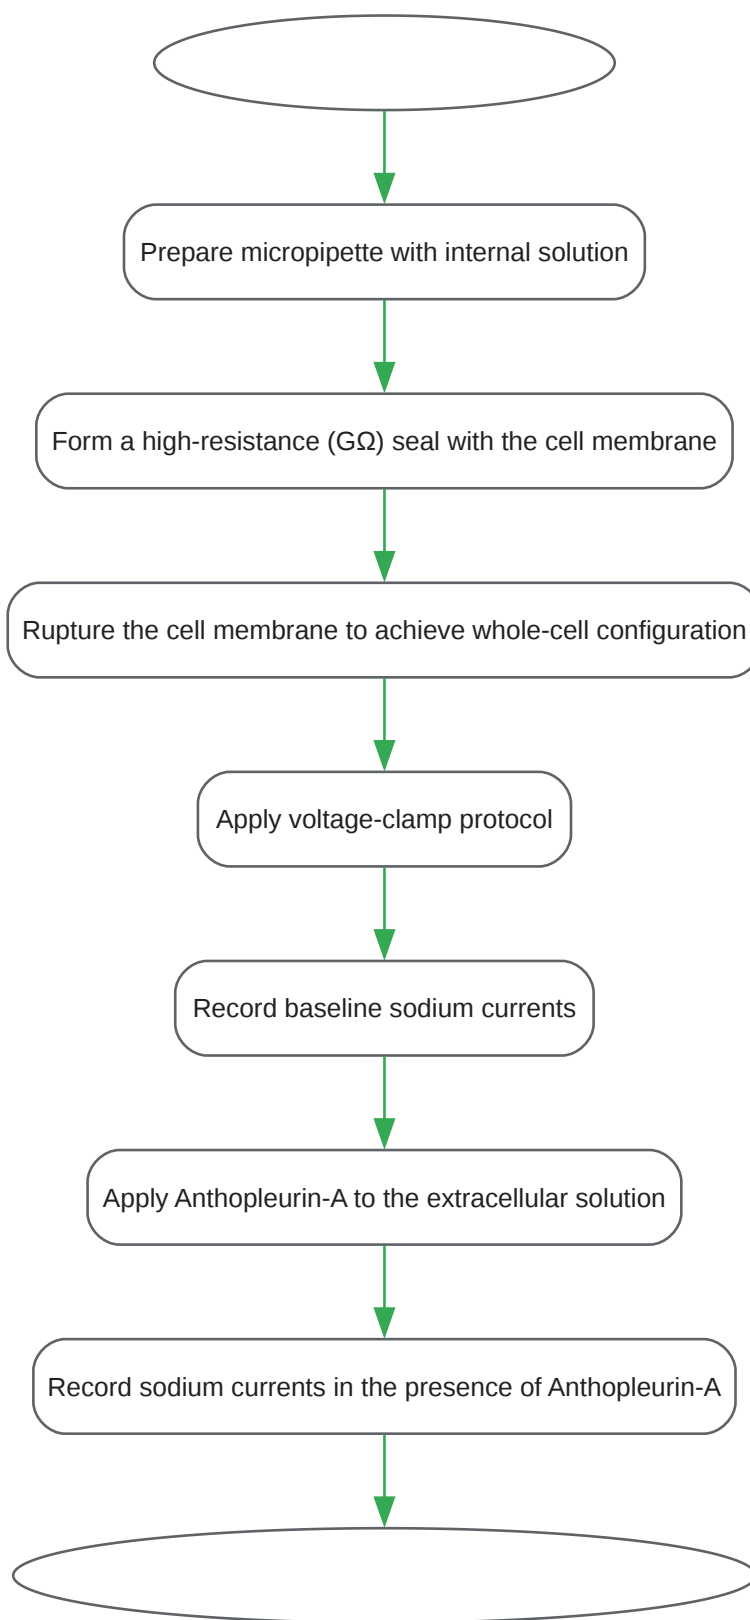 Prepare micropipette with internal solution
Form a high-resistance (GΩ) seal with the cell membrane
Rupture the cell membrane to achieve whole-cell configuration
Apply voltage-clamp protocol
Record baseline sodium currents
Apply Anthopleurin-A to the extracellular solution
Record sodium currents in the presence of Anthopleurin-A